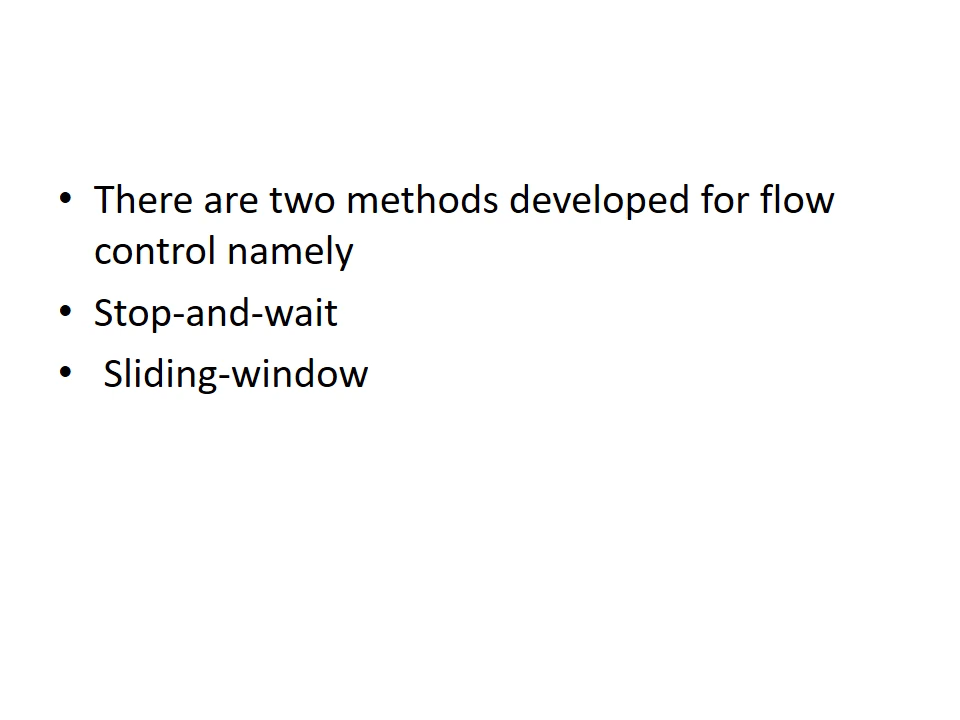 • There are two methods developed for flow
control namely
• Stop-and-wait
• Sliding-window